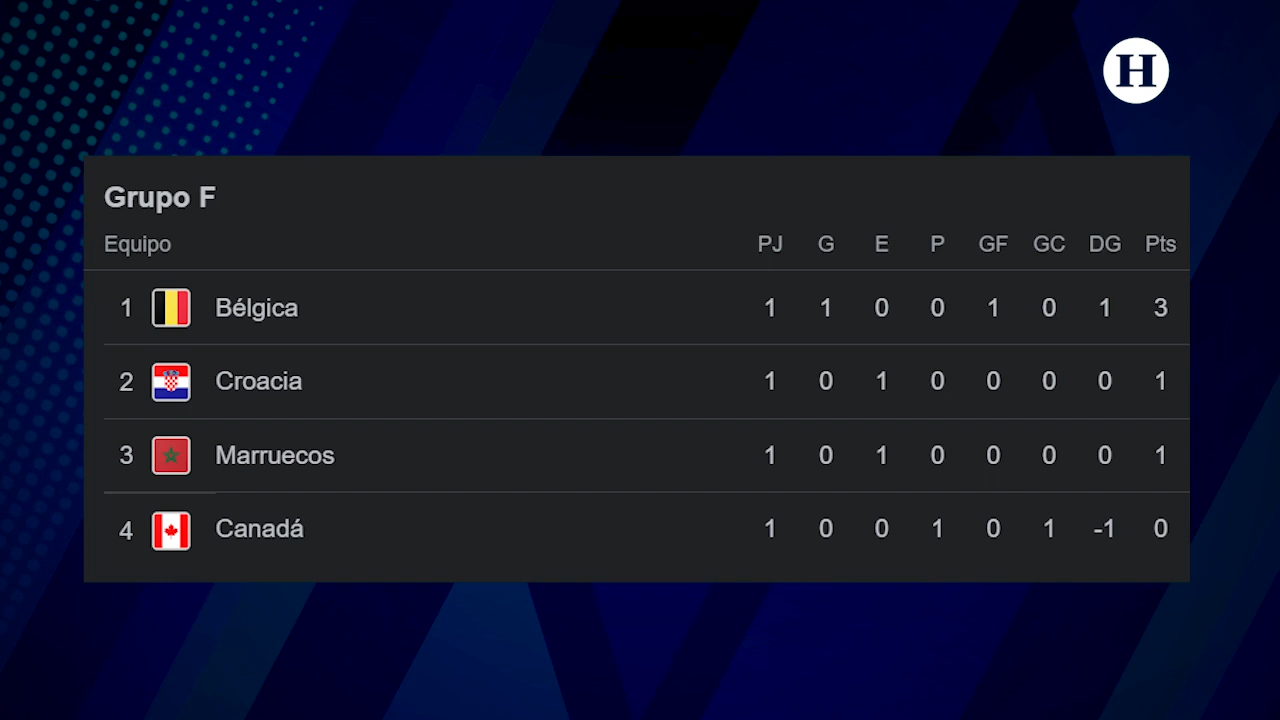 H
Grupo F
Equipo PJ G E P GF GC DG Pts
1 Bélgica 1 1 0 0 1 0 1 3
2 Croacia 1 0 1 0 0 0 0 1
3 Marruecos 1 0 1 0 0 0 0 1
4 Canadá 1 0 0 1 0 1 -1 0